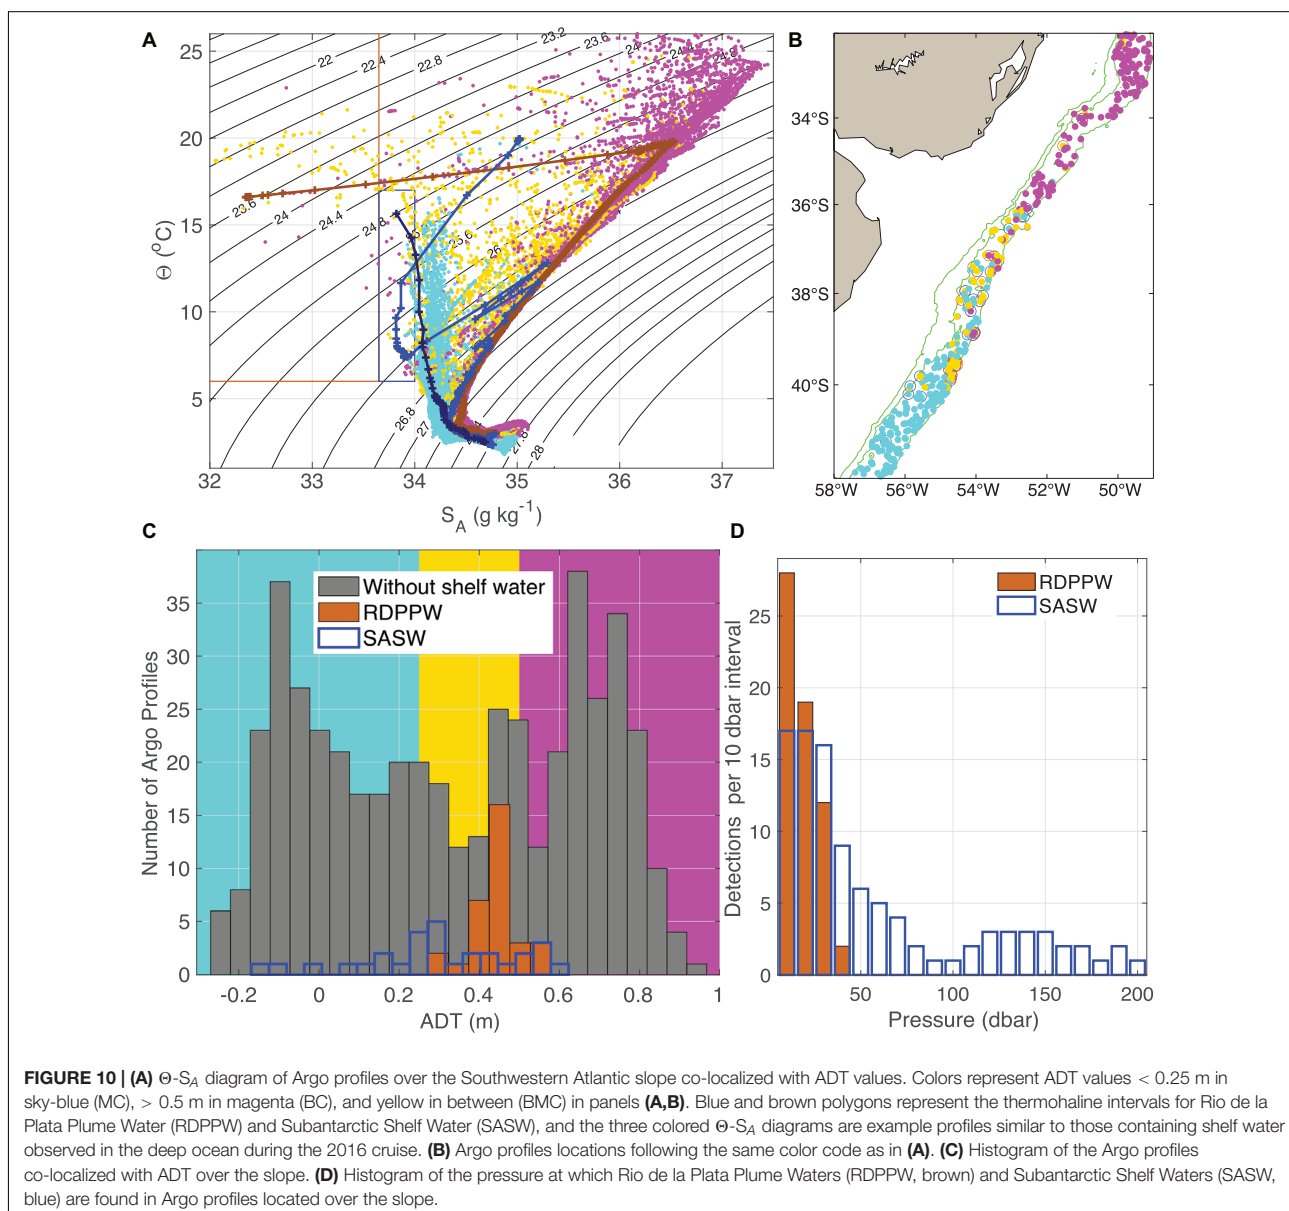 A
B
25
20
15
10
5
Θ (°C)
32
33
34
35
36
37
S_A (g kg⁻¹)
22
22.4
22.8
23.2
23.6
24
24.4
24.8
23.6
24
24.4
24.8
25.6
26
26.8
27
27.8
28
34°S
36°S
38°S
40°S
58°W
56°W
54°W
52°W
50°W
C
D
Without shelf water
RDPPW
SASW
35
30
25
20
15
10
5
0
Number of Argo Profiles
-0.2
0
0.2
0.4
0.6
0.8
1
ADT (m)
RDPPW
SASW
25
20
15
10
5
0
Detections per 10 dbar interval
50
100
150
200
Pressure (dbar)
FIGURE 10 | (A) Θ-S_A diagram of Argo profiles over the Southwestern Atlantic slope co-localized with ADT values. Colors represent ADT values < 0.25 m in
sky-blue (MC), > 0.5 m in magenta (BC), and yellow in between (BMC) in panels (A,B). Blue and brown polygons represent the thermohaline intervals for Rio de la
Plata Plume Water (RDPPW) and Subantarctic Shelf Water (SASW), and the three colored Θ-S_A diagrams are example profiles similar to those containing shelf water
observed in the deep ocean during the 2016 cruise. (B) Argo profiles locations following the same color code as in (A). (C) Histogram of the Argo profiles
co-localized with ADT over the slope. (D) Histogram of the pressure at which Rio de la Plata Plume Waters (RDPPW, brown) and Subantarctic Shelf Waters (SASW,
blue) are found in Argo profiles located over the slope.